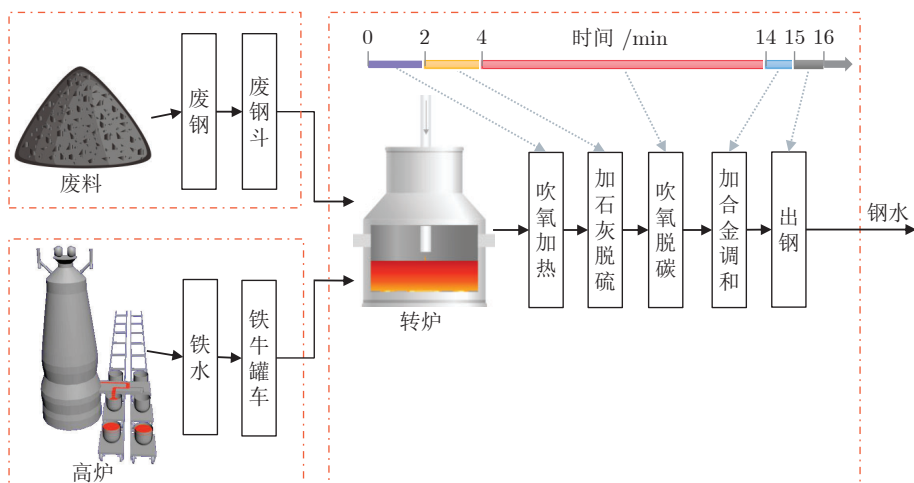 0 2 4 时间 /min 14 15 16
废料
废钢
废钢斗
高炉
铁水
铁牛罐车
转炉
吹氧加热
加石灰脱硫
吹氧脱碳
加合金调和
出钢
钢水